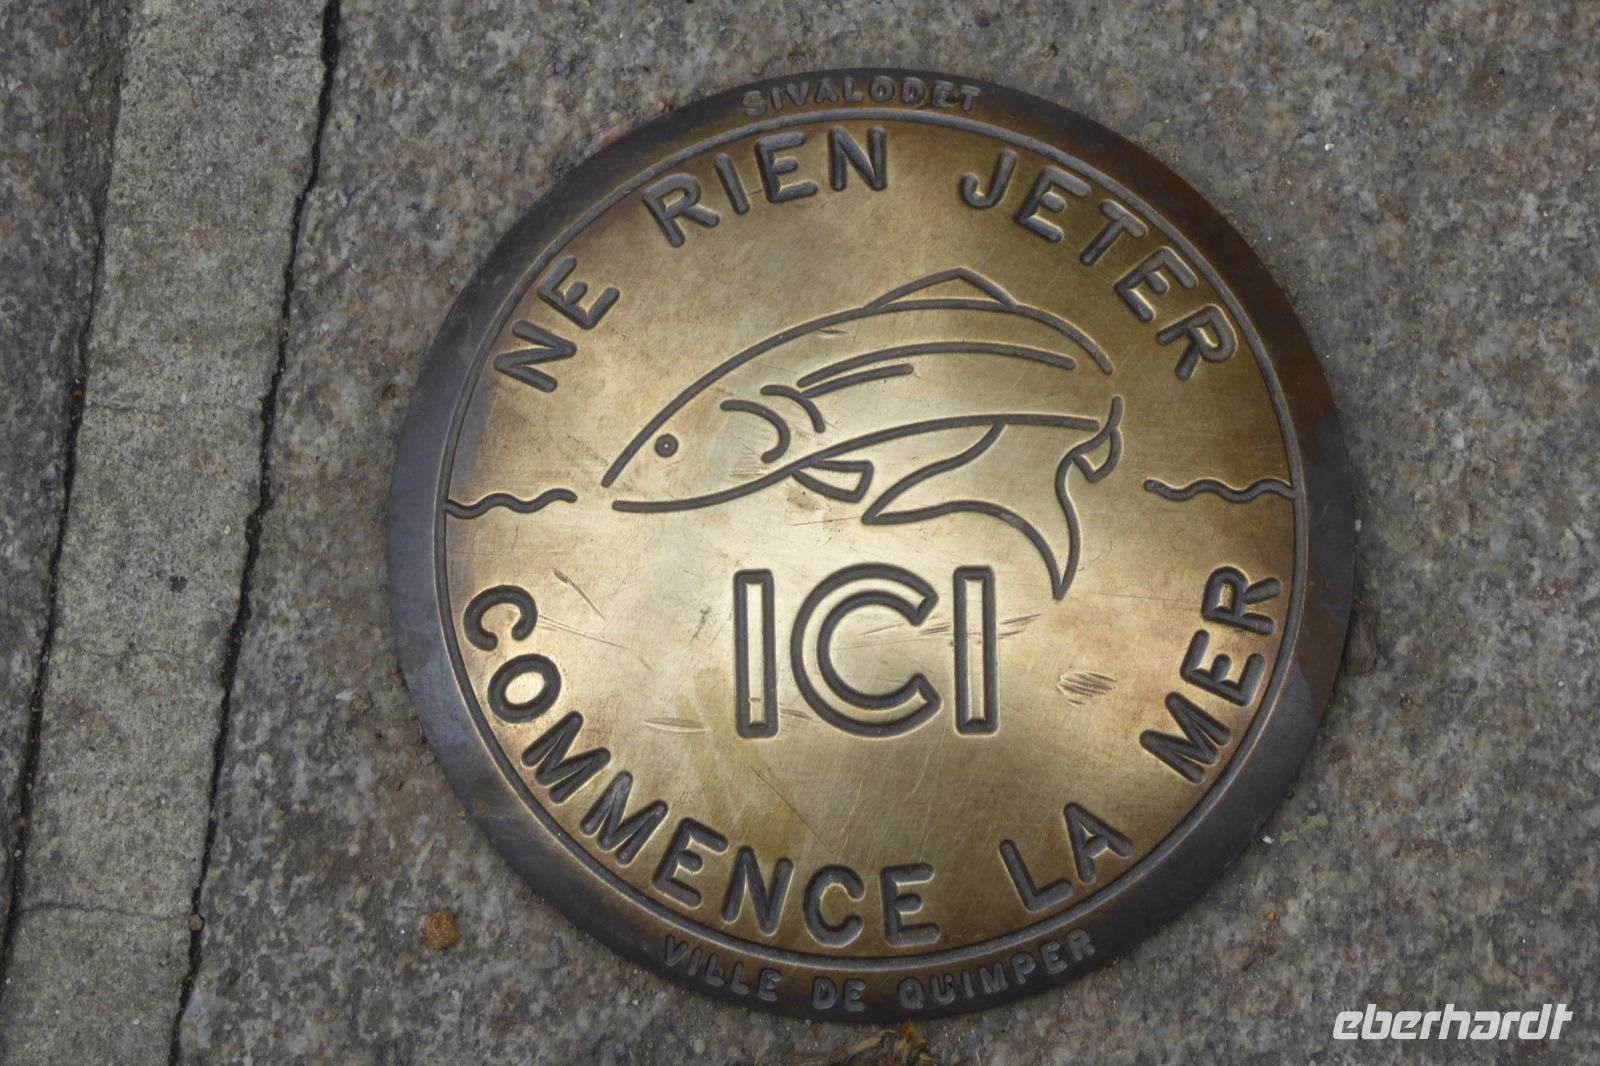 SIVALODET
NE RIEN JETER
ICI
COMMENCE LA MER
VILLE DE QUIMPER
eberhardt